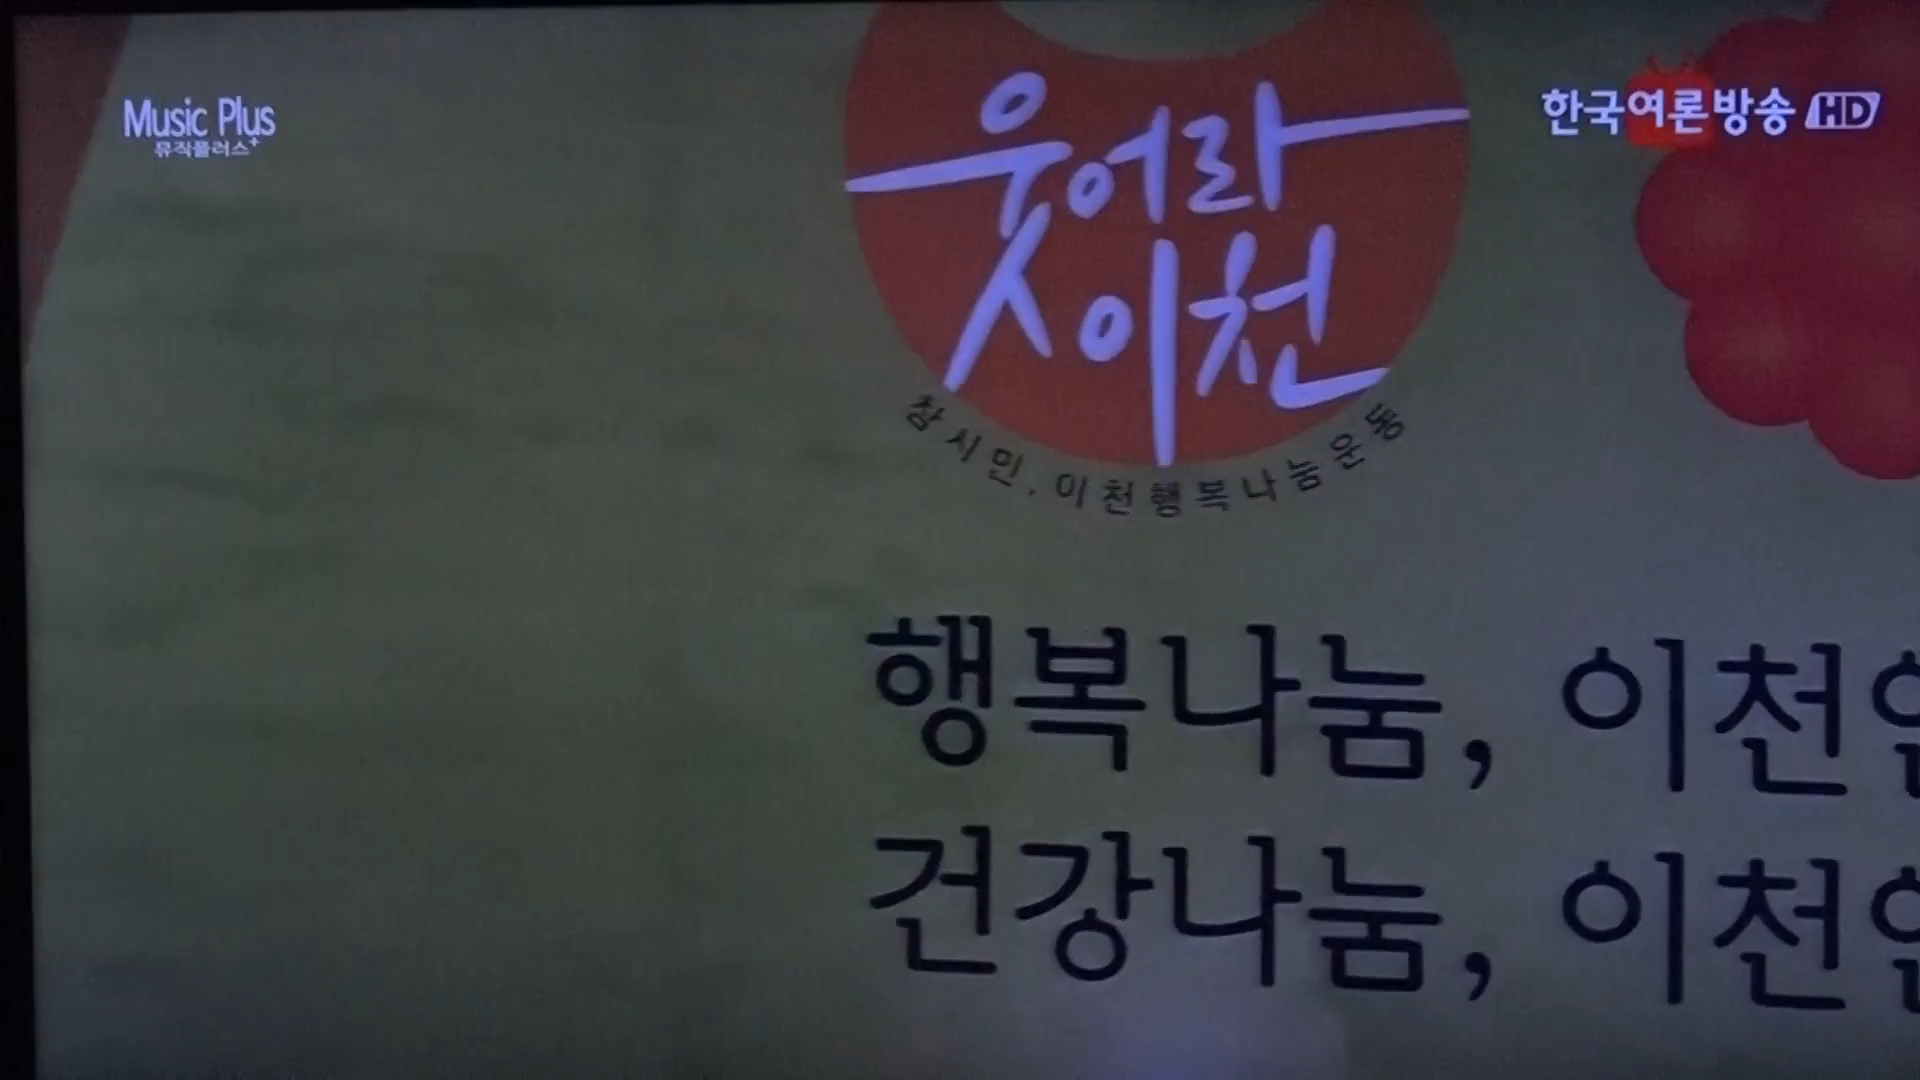 Music Plus
뮤직플러스+
한국여론방송 HD
웃어라
이천
참시민.이천행복나눔운동
행복나눔, 이천
건강나눔, 이천